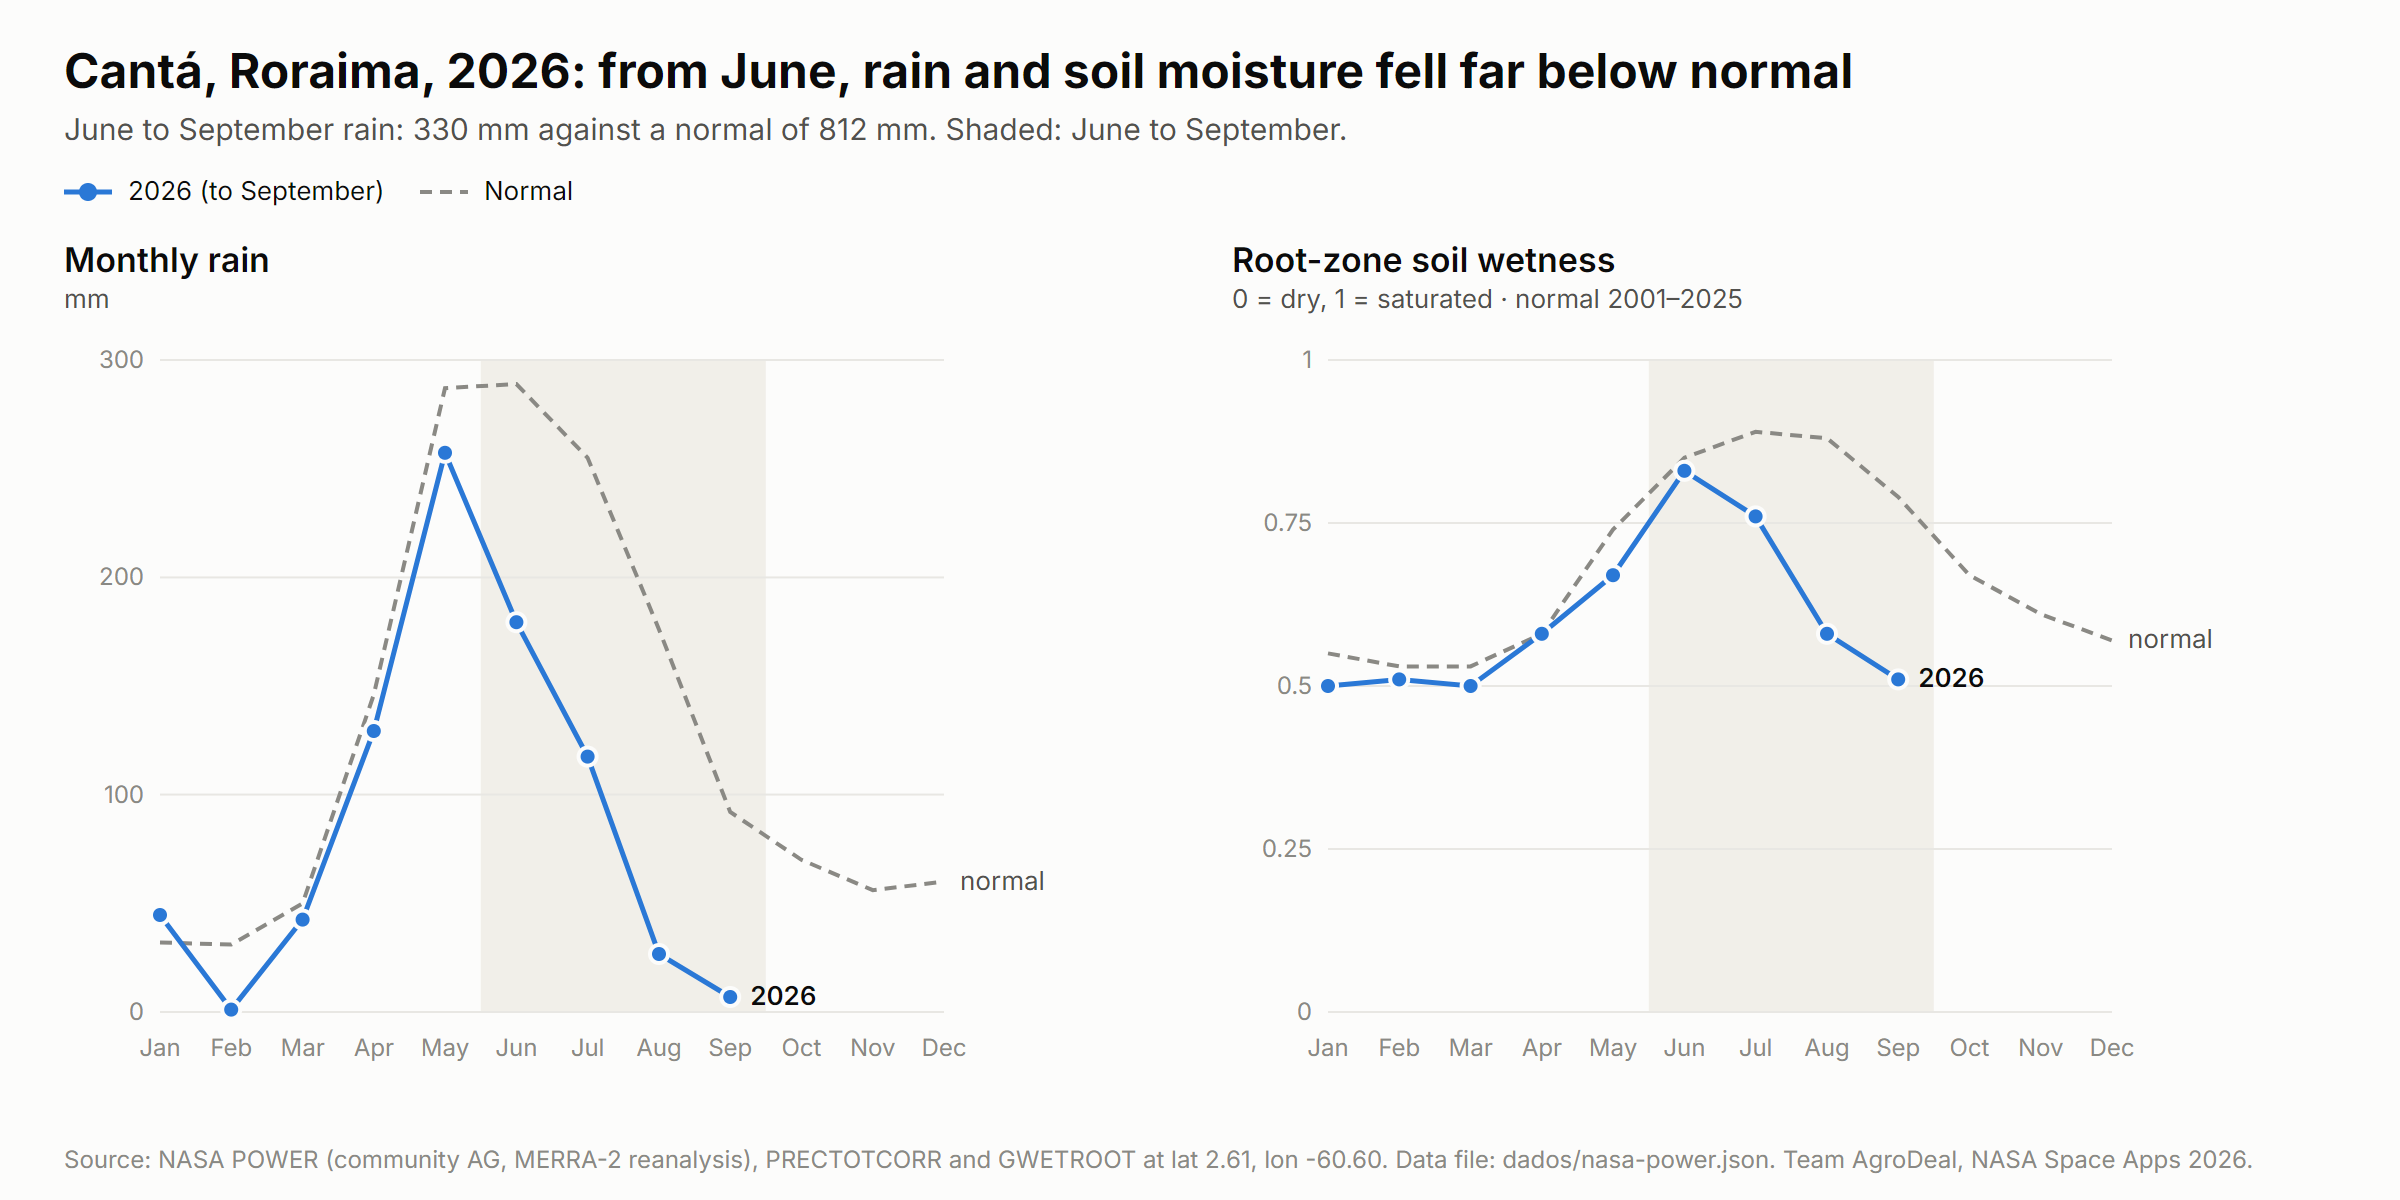 Cantá, Roraima, 2026: from June, rain and soil moisture fell far below normal
June to September rain: 330 mm against a normal of 812 mm. Shaded: June to September.
2026 (to September) Normal
Monthly rain
mm
300
200
100
0
normal
2026
Jan Feb Mar Apr May Jun Jul Aug Sep Oct Nov Dec
Root-zone soil wetness
0 = dry, 1 = saturated · normal 2001–2025
1
0.75
0.5
0.25
0
normal
2026
Jan Feb Mar Apr May Jun Jul Aug Sep Oct Nov Dec
Source: NASA POWER (community AG, MERRA-2 reanalysis), PRECTOTCORR and GWETROOT at lat 2.61, lon -60.60. Data file: dados/nasa-power.json. Team AgroDeal, NASA Space Apps 2026.